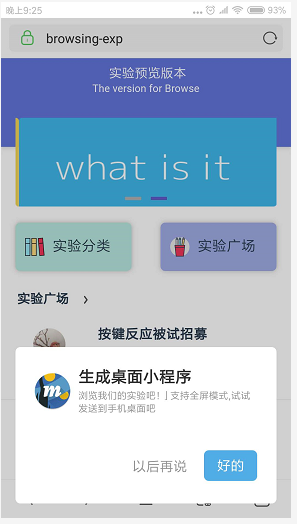 晚上9:25
93%
browsing-exp
实验预览版本
The version for Browse
what is it
实验分类
实验广场
实验广场 ›
按键反应被试招募
生成桌面小程序
浏览我们的实验吧! | 支持全屏模式,试试
发送到手机桌面吧
以后再说
好的